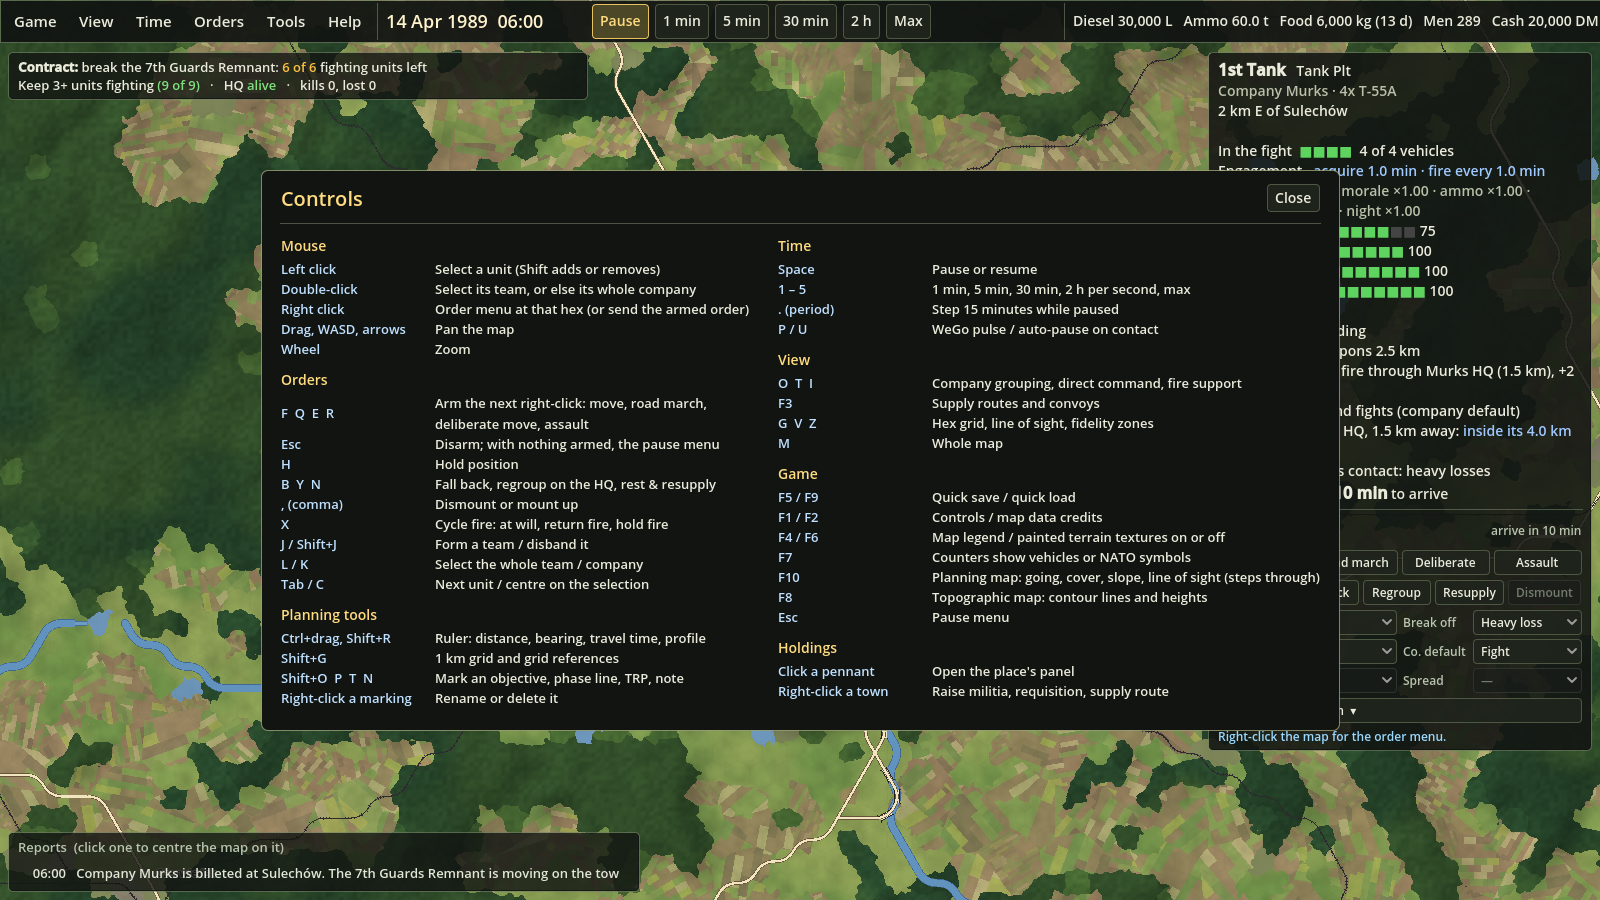 Game View Time Orders Tools Help 14 Apr 1989 06:00 Pause 1 min 5 min 30 min 2 h Max Diesel 30,000 L Ammo 60.0 t Food 6,000 kg (13 d) Men 289 Cash 20,000 DM
Contract: break the 7th Guards Remnant: 6 of 6 fighting units left
Keep 3+ units fighting (9 of 9) · HQ alive · kills 0, lost 0
1st Tank Tank Plt
Company Murks · 4x T-55A
2 km E of Sulechów
In the fight 4 of 4 vehicles
Engagement acquire 1.0 min · fire every 1.0 min
morale ×1.00 · ammo ×1.00 ·
· night ×1.00
75
100
100
100
pons 2.5 km
fire through Murks HQ (1.5 km), +2
d fights (company default)
HQ, 1.5 km away: inside its 4.0 km
s contact: heavy losses
0 min to arrive
arrive in 10 min
d march Deliberate Assault
ck Regroup Resupply Dismount
Break off Heavy loss
Co. default Fight
Spread —
Right-click the map for the order menu.
Controls Close
Mouse
Left click Select a unit (Shift adds or removes)
Double-click Select its team, or else its whole company
Right click Order menu at that hex (or send the armed order)
Drag, WASD, arrows Pan the map
Wheel Zoom
Orders
F Q E R Arm the next right-click: move, road march,
deliberate move, assault
Esc Disarm; with nothing armed, the pause menu
H Hold position
B Y N Fall back, regroup on the HQ, rest & resupply
, (comma) Dismount or mount up
X Cycle fire: at will, return fire, hold fire
J / Shift+J Form a team / disband it
L / K Select the whole team / company
Tab / C Next unit / centre on the selection
Planning tools
Ctrl+drag, Shift+R Ruler: distance, bearing, travel time, profile
Shift+G 1 km grid and grid references
Shift+O P T N Mark an objective, phase line, TRP, note
Right-click a marking Rename or delete it
Time
Space Pause or resume
1 – 5 1 min, 5 min, 30 min, 2 h per second, max
. (period) Step 15 minutes while paused
P / U WeGo pulse / auto-pause on contact
View
O T I Company grouping, direct command, fire support
F3 Supply routes and convoys
G V Z Hex grid, line of sight, fidelity zones
M Whole map
Game
F5 / F9 Quick save / quick load
F1 / F2 Controls / map data credits
F4 / F6 Map legend / painted terrain textures on or off
F7 Counters show vehicles or NATO symbols
F10 Planning map: going, cover, slope, line of sight (steps through)
F8 Topographic map: contour lines and heights
Esc Pause menu
Holdings
Click a pennant Open the place's panel
Right-click a town Raise militia, requisition, supply route
Reports (click one to centre the map on it)
06:00 Company Murks is billeted at Sulechów. The 7th Guards Remnant is moving on the tow